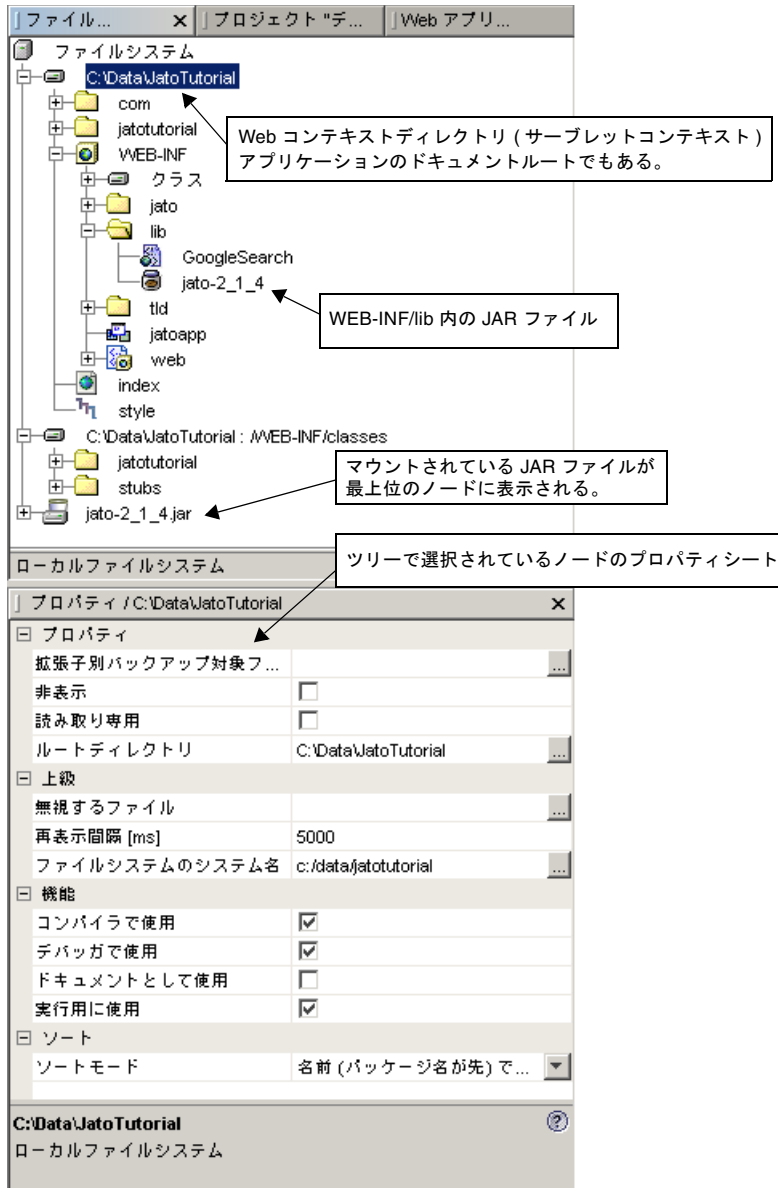 ファイル...
プロジェクト "デ...
Web アプリ...
ファイルシステム
C:\Data\JatoTutorial
com
jatotutorial
Web コンテキストディレクトリ ( サーブレットコンテキスト )
アプリケーションのドキュメントルートでもある。
WEB-INF
クラス
jato
lib
GoogleSearch
jato-2_1_4
WEB-INF/lib 内の JAR ファイル
tld
jatoapp
web
index
style
C:\Data\JatoTutorial : /WEB-INF/classes
jatotutorial
stubs
マウントされている JAR ファイルが
最上位のノードに表示される。
jato-2_1_4.jar
ツリーで選択されているノードのプロパティシート
ローカルファイルシステム
プロパティ / C:\Data\JatoTutorial
プロパティ
拡張子別バックアップ対象フ...
...
非表示
読み取り専用
ルートディレクトリ C:\Data\JatoTutorial ...
上級
無視するファイル ...
再表示間隔 [ms] 5000
ファイルシステムのシステム名 c:/data/jatotutorial ...
機能
コンパイラで使用
デバッガで使用
ドキュメントとして使用
実行用に使用
ソート
ソートモード 名前 (パッケージ名が先) で...
C:\Data\JatoTutorial
ローカルファイルシステム